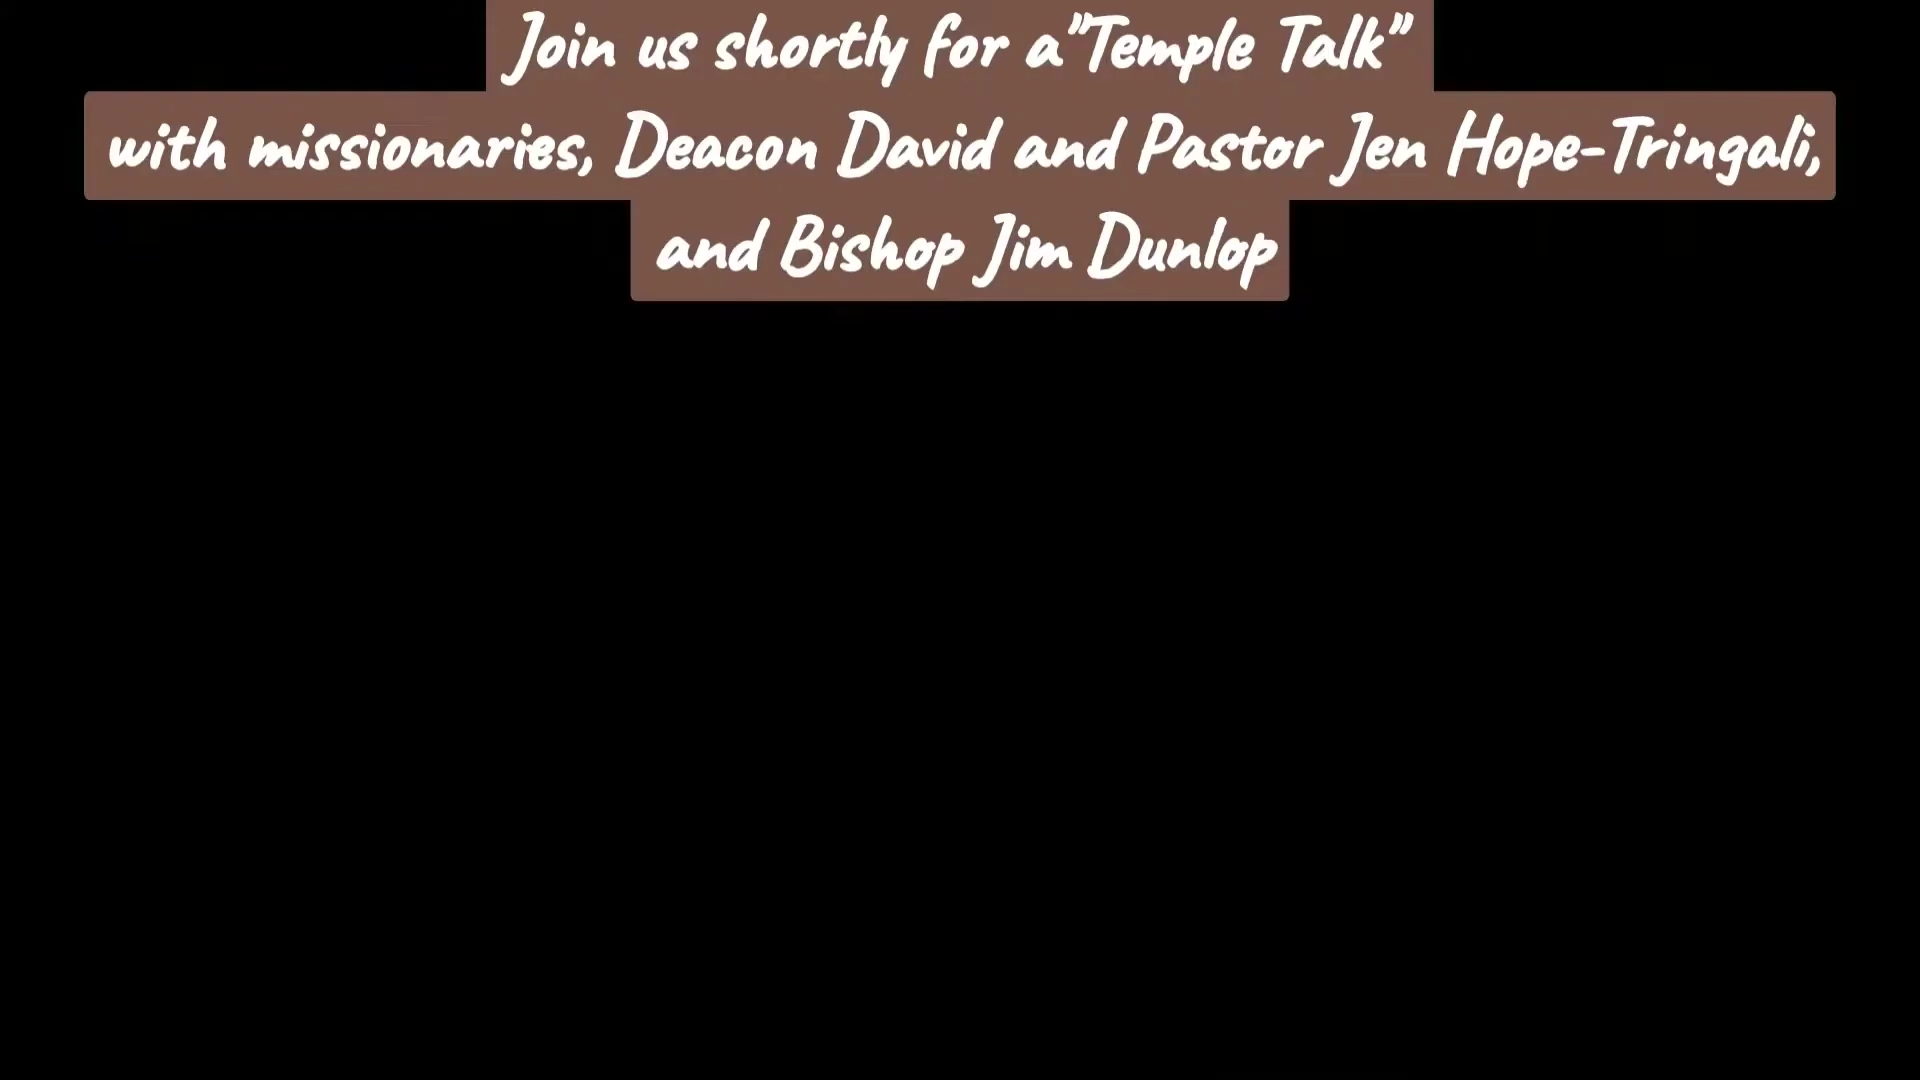 Join us shortly for a"Temple Talk"
with missionaries, Deacon David and Pastor Jen Hope-Tringali,
and Bishop Jim Dunlop